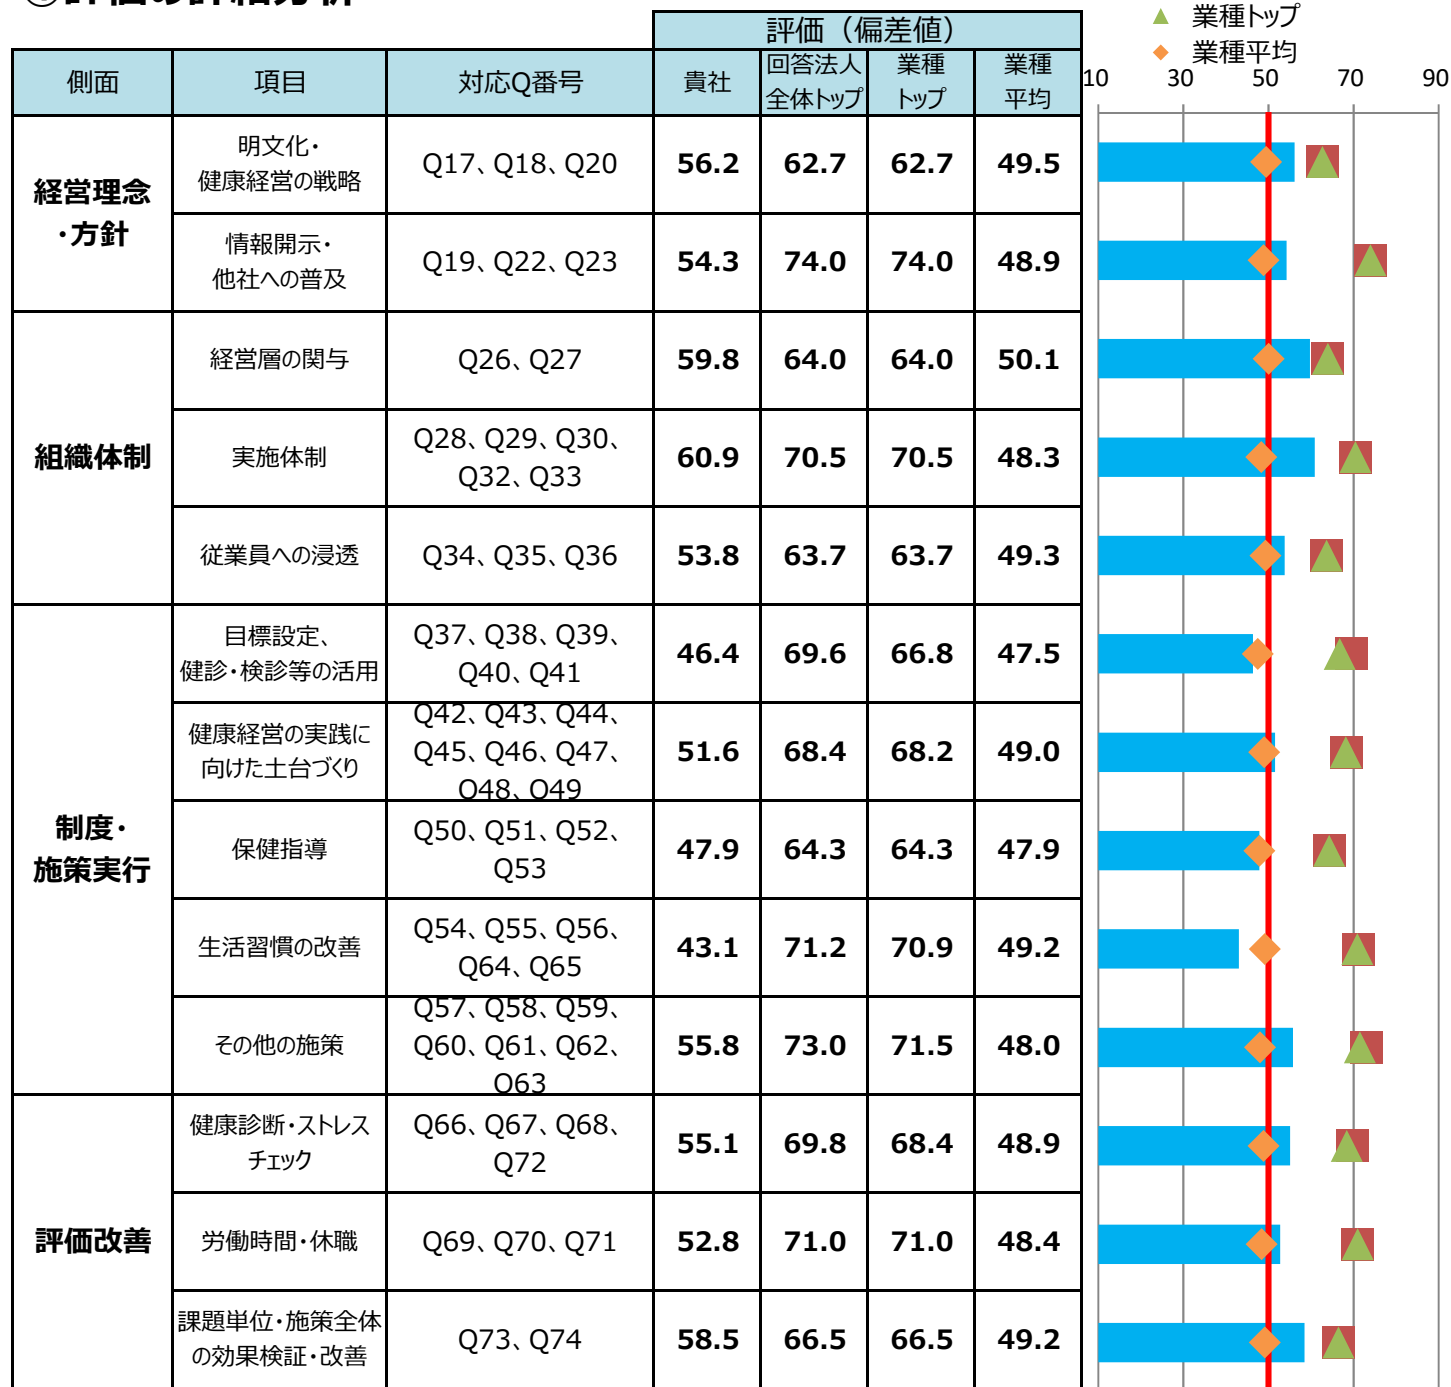 評価の詳細分析
▲ 業種トップ
◆ 業種平均
評価（偏差値）
側面 項目 対応Q番号 貴社 回答法人 業種 業種
全体トップ トップ 平均
10 30 50 70 90
経営理念
・方針
明文化・
健康経営の戦略
Q17、Q18、Q20 56.2 62.7 62.7 49.5
情報開示・
他社への普及
Q19、Q22、Q23 54.3 74.0 74.0 48.9
組織体制
経営層の関与 Q26、Q27 59.8 64.0 64.0 50.1
実施体制
Q28、Q29、Q30、
Q32、Q33
60.9 70.5 70.5 48.3
従業員への浸透 Q34、Q35、Q36 53.8 63.7 63.7 49.3
制度・
施策実行
目標設定、
健診・検診等の活用
Q37、Q38、Q39、
Q40、Q41
46.4 69.6 66.8 47.5
健康経営の実践に
向けた土台づくり
Q42、Q43、Q44、
Q45、Q46、Q47、
Q48、Q49
51.6 68.4 68.2 49.0
保健指導
Q50、Q51、Q52、
Q53
47.9 64.3 64.3 47.9
生活習慣の改善
Q54、Q55、Q56、
Q64、Q65
43.1 71.2 70.9 49.2
その他の施策
Q57、Q58、Q59、
Q60、Q61、Q62、
Q63
55.8 73.0 71.5 48.0
評価改善
健康診断・ストレス
チェック
Q66、Q67、Q68、
Q72
55.1 69.8 68.4 48.9
労働時間・休職 Q69、Q70、Q71 52.8 71.0 71.0 48.4
課題単位・施策全体
の効果検証・改善
Q73、Q74 58.5 66.5 66.5 49.2